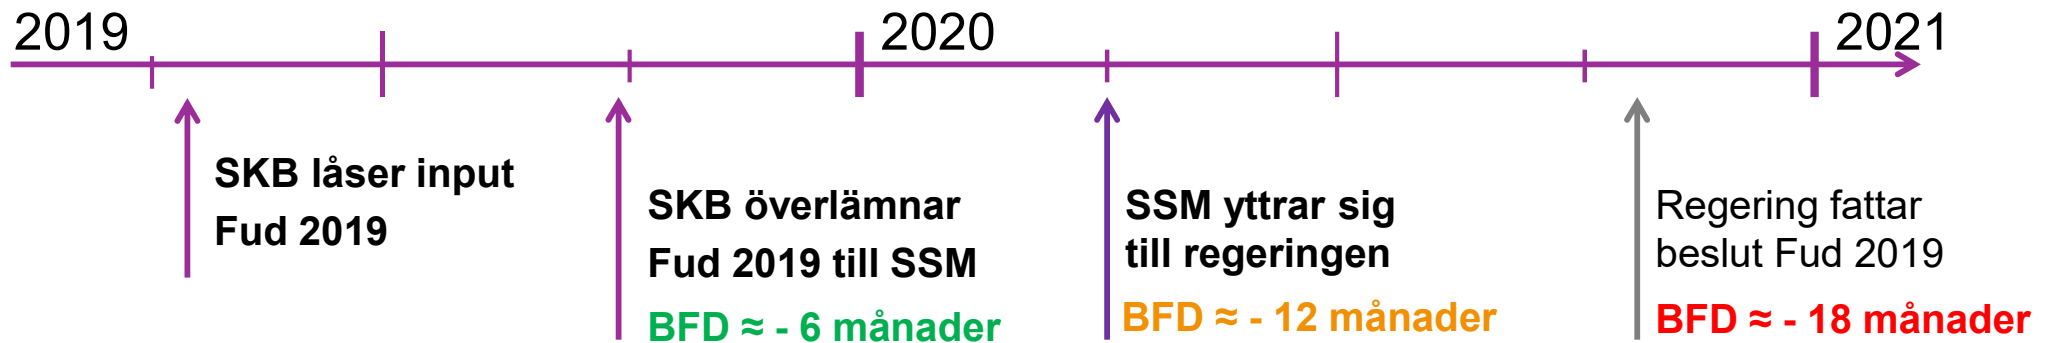 2019
2020
2021
SKB låser input
Fud 2019
SKB överlämnar
Fud 2019 till SSM
BFD ≈ - 6 månader
SSM yttrar sig
till regeringen
BFD ≈ - 12 månader
Regering fattar
beslut Fud 2019
BFD ≈ - 18 månader